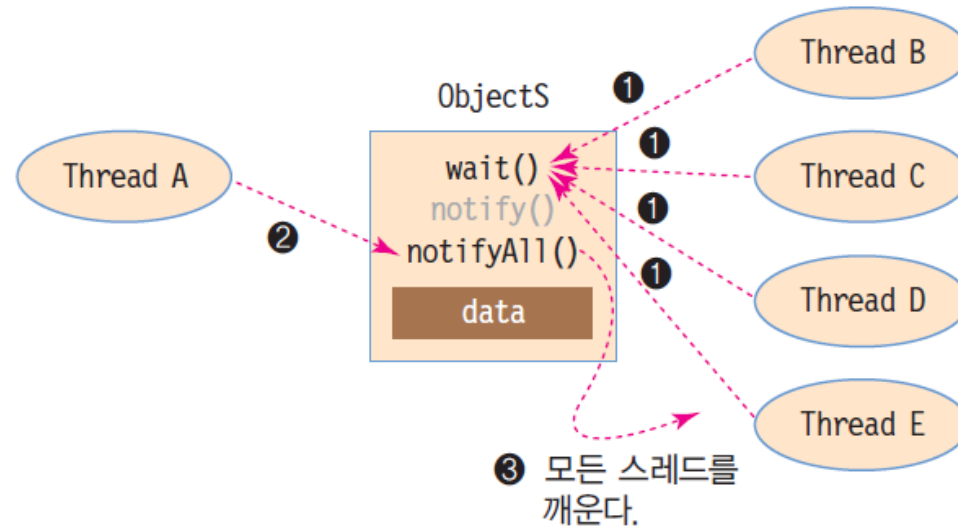 Thread B
ObjectS
❶
Thread A
wait()
❶
Thread C
notify()
❶
❷
notifyAll()
❶
data
Thread D
Thread E
❸ 모든 스레드를
깨운다.